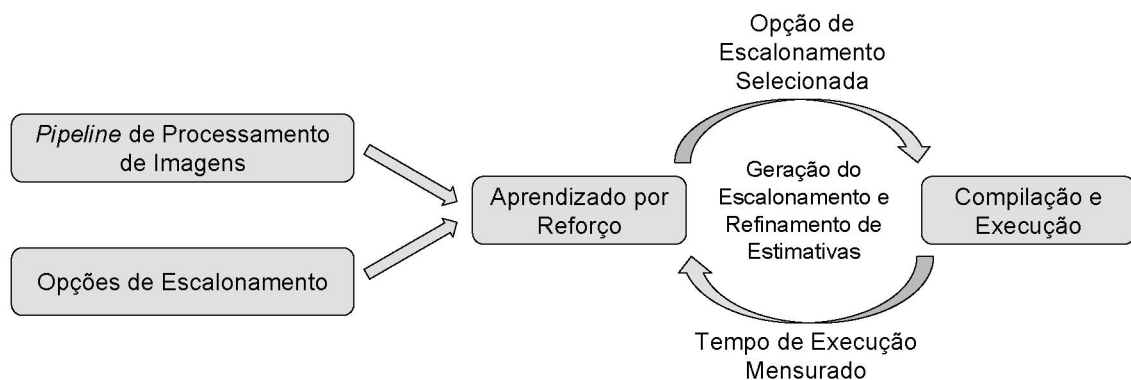 Pipeline de Processamento
de Imagens
Opções de Escalonamento
Aprendizado por
Reforço
Opção de
Escalonamento
Selecionada
Geração do
Escalonamento e
Refinamento de
Estimativas
Compilação e
Execução
Tempo de Execução
Mensurado